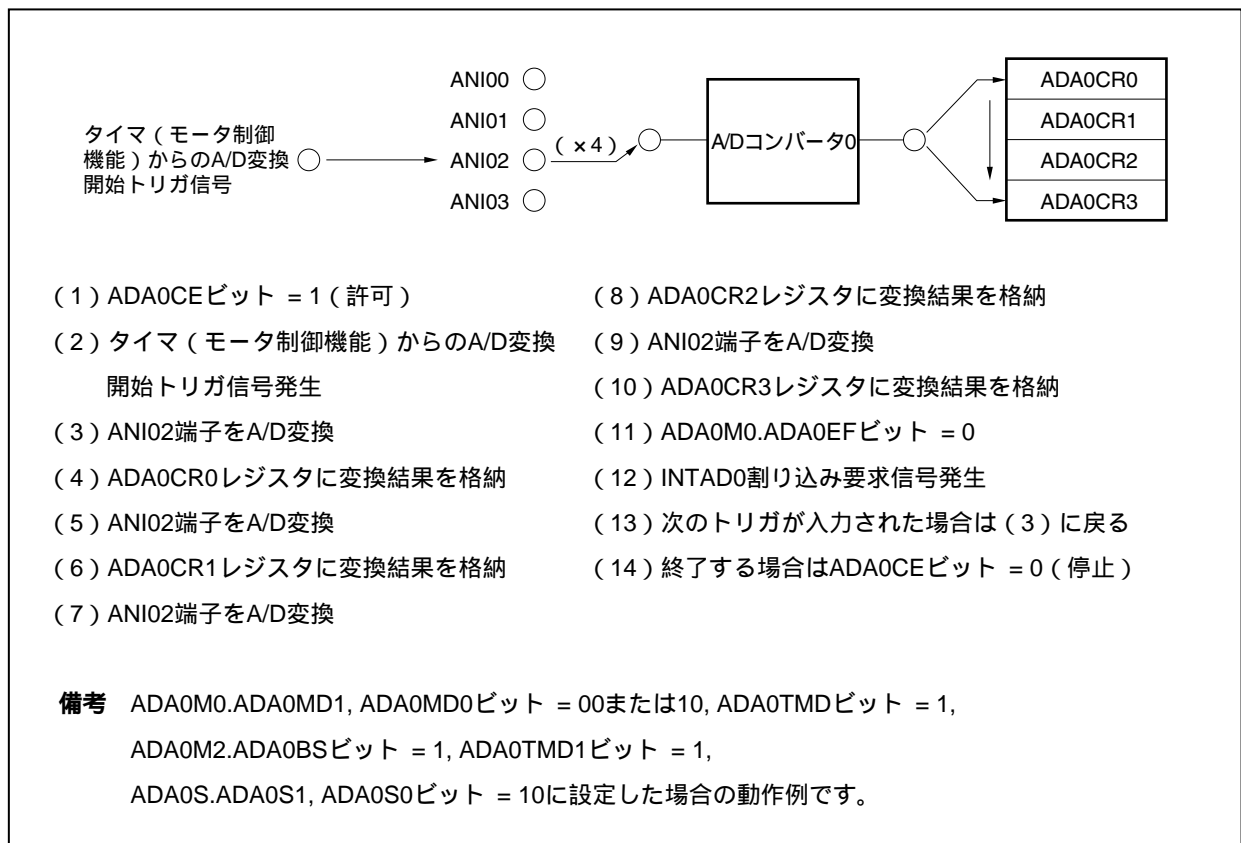 タイマ（モータ制御
機能）からのA/D変換
開始トリガ信号
ANI00
ANI01
ANI02
ANI03
（×4）
A/Dコンバータ0
ADA0CR0
ADA0CR1
ADA0CR2
ADA0CR3
（1）ADA0CEビット = 1（許可）
（2）タイマ（モータ制御機能）からのA/D変換
開始トリガ信号発生
（3）ANI02端子をA/D変換
（4）ADA0CR0レジスタに変換結果を格納
（5）ANI02端子をA/D変換
（6）ADA0CR1レジスタに変換結果を格納
（7）ANI02端子をA/D変換
（8）ADA0CR2レジスタに変換結果を格納
（9）ANI02端子をA/D変換
（10）ADA0CR3レジスタに変換結果を格納
（11）ADA0M0.ADA0EFビット = 0
（12）INTAD0割り込み要求信号発生
（13）次のトリガが入力された場合は（3）に戻る
（14）終了する場合はADA0CEビット = 0（停止）
備考 ADA0M0.ADA0MD1, ADA0MD0ビット = 00または10, ADA0TMDビット = 1,
ADA0M2.ADA0BSビット = 1, ADA0TMD1ビット = 1,
ADA0S.ADA0S1, ADA0S0ビット = 10に設定した場合の動作例です。